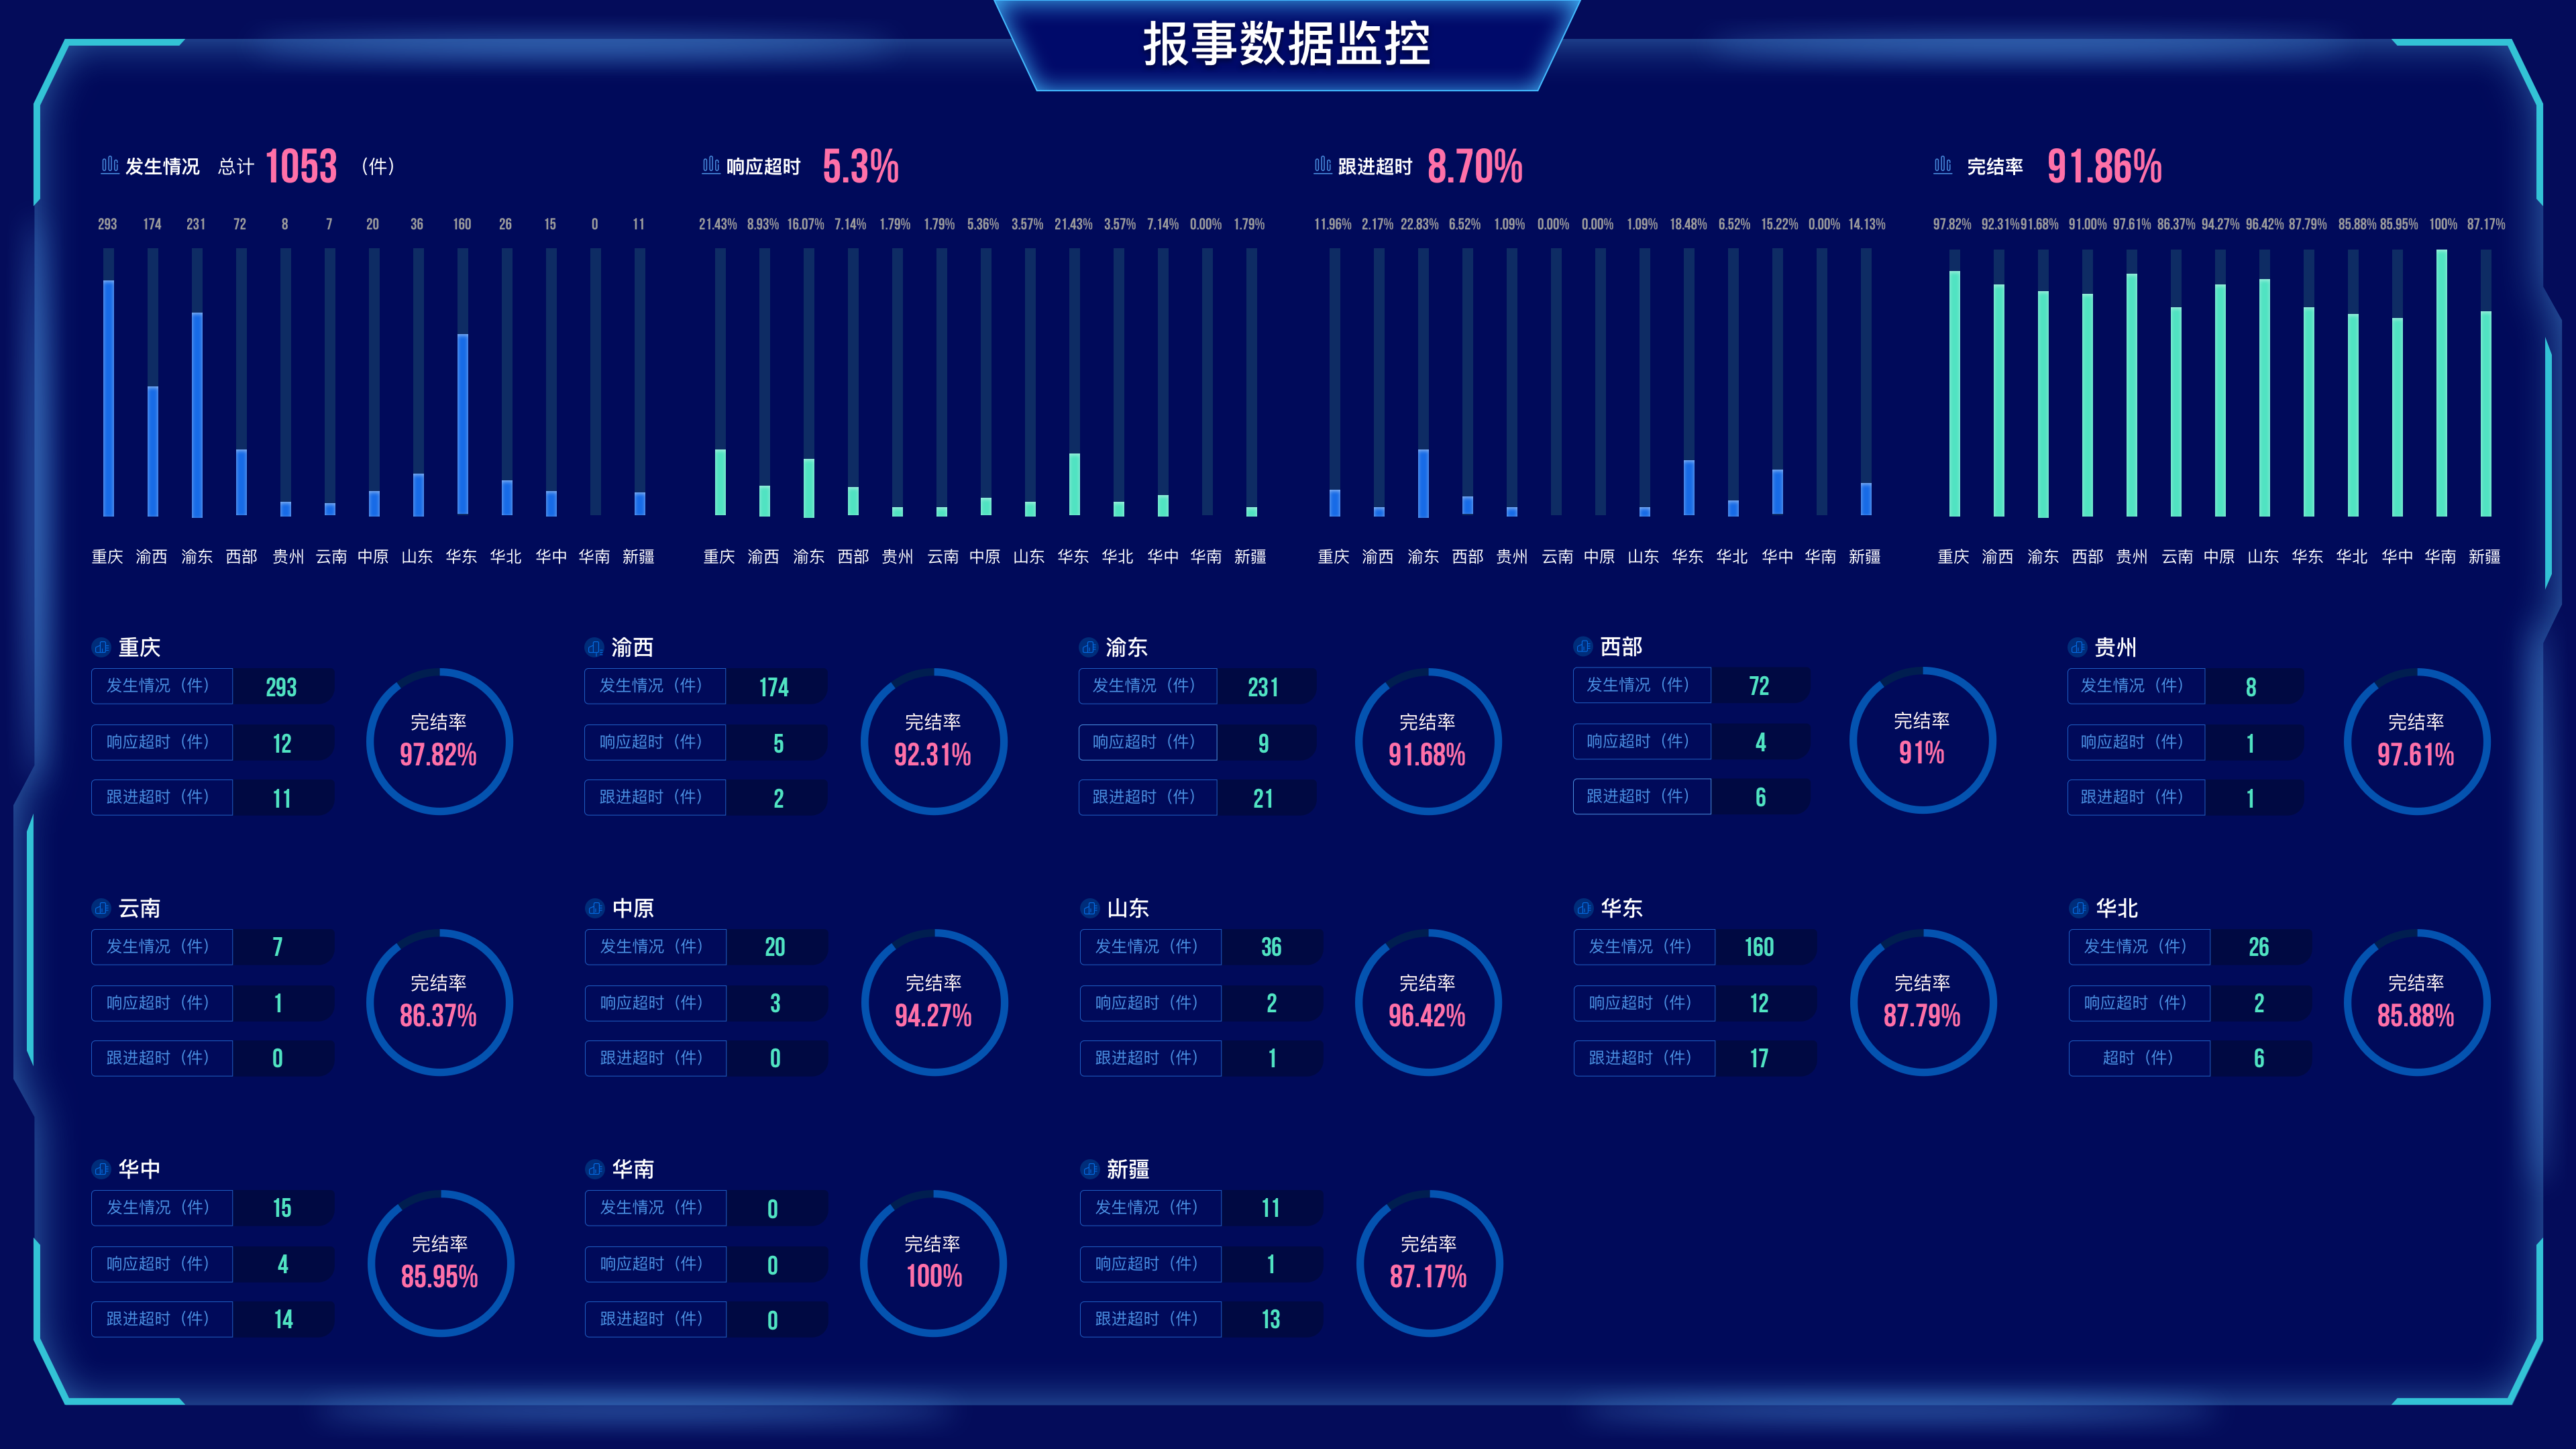 报事数据监控
发生情况 总计 1053 （件）
293 174 231 72 8 7 20 36 160 26 15 0 11
重庆 渝西 渝东 西部 贵州 云南 中原 山东 华东 华北 华中 华南 新疆
响应超时 5.3%
21.43% 8.93% 16.07% 7.14% 1.79% 1.79% 5.36% 3.57% 21.43% 3.57% 7.14% 0.00% 1.79%
重庆 渝西 渝东 西部 贵州 云南 中原 山东 华东 华北 华中 华南 新疆
跟进超时 8.70%
11.96% 2.17% 22.83% 6.52% 1.09% 0.00% 0.00% 1.09% 18.48% 6.52% 15.22% 0.00% 14.13%
重庆 渝西 渝东 西部 贵州 云南 中原 山东 华东 华北 华中 华南 新疆
完结率 91.86%
97.82% 92.31% 91.68% 91.00% 97.61% 86.37% 94.27% 96.42% 87.79% 85.88% 85.95% 100% 87.17%
重庆 渝西 渝东 西部 贵州 云南 中原 山东 华东 华北 华中 华南 新疆
重庆
发生情况（件） 293
响应超时（件） 12
跟进超时（件） 11
完结率
97.82%
渝西
发生情况（件） 174
响应超时（件） 5
跟进超时（件） 2
完结率
92.31%
渝东
发生情况（件） 231
响应超时（件） 9
跟进超时（件） 21
完结率
91.68%
西部
发生情况（件） 72
响应超时（件） 4
跟进超时（件） 6
完结率
91%
贵州
发生情况（件） 8
响应超时（件） 1
跟进超时（件） 1
完结率
97.61%
云南
发生情况（件） 7
响应超时（件） 1
跟进超时（件） 0
完结率
86.37%
中原
发生情况（件） 20
响应超时（件） 3
跟进超时（件） 0
完结率
94.27%
山东
发生情况（件） 36
响应超时（件） 2
跟进超时（件） 1
完结率
96.42%
华东
发生情况（件） 160
响应超时（件） 12
跟进超时（件） 17
完结率
87.79%
华北
发生情况（件） 26
响应超时（件） 2
超时（件） 6
完结率
85.88%
华中
发生情况（件） 15
响应超时（件） 4
跟进超时（件） 14
完结率
85.95%
华南
发生情况（件） 0
响应超时（件） 0
跟进超时（件） 0
完结率
100%
新疆
发生情况（件） 11
响应超时（件） 1
跟进超时（件） 13
完结率
87.17%